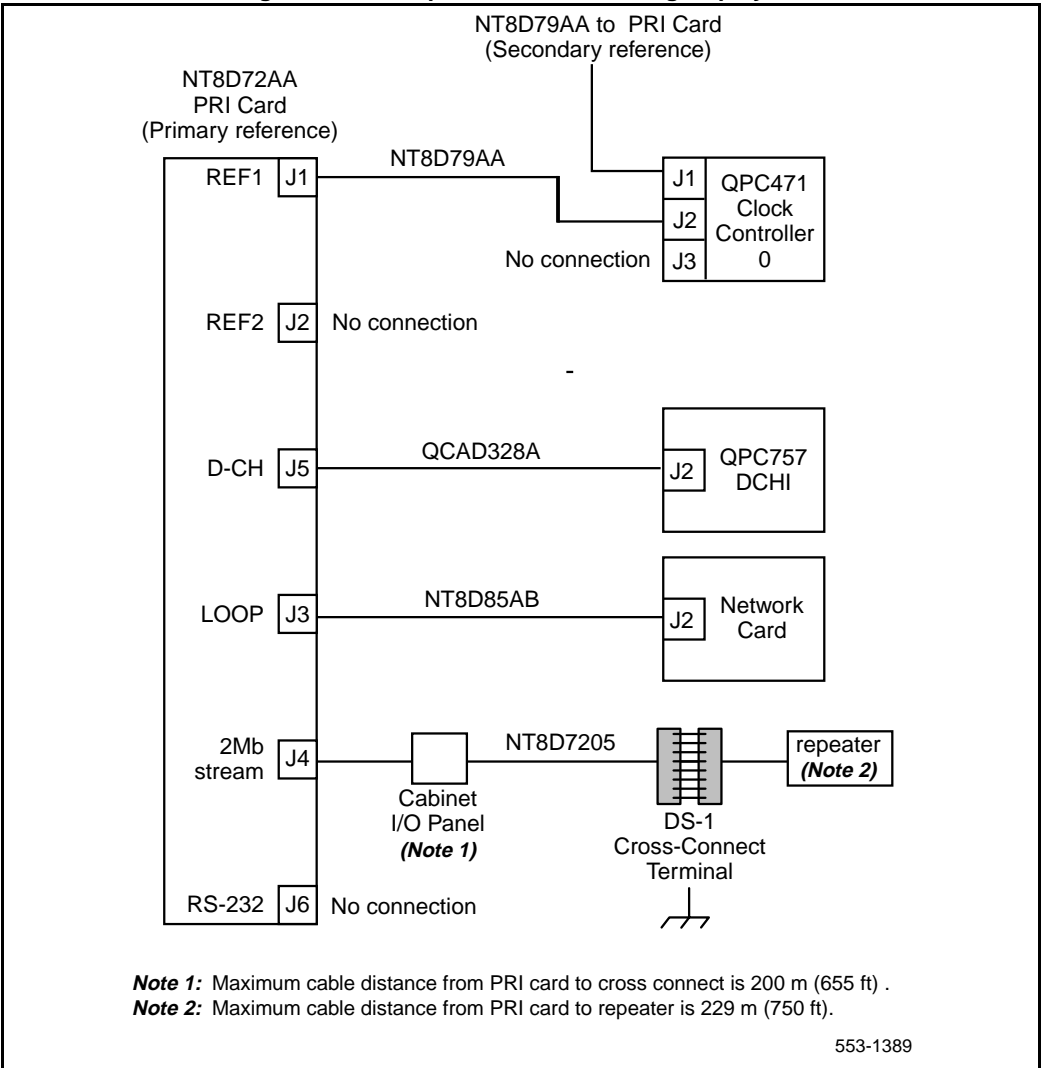 NT8D79AA to PRI Card
(Secondary reference)
NT8D72AA
PRI Card
(Primary reference)
REF1 J1
NT8D79AA
J1
J2
No connection J3
QPC471
Clock
Controller
0
REF2 J2 No connection
-
D-CH J5
QCAD328A
J2
QPC757
DCHI
LOOP J3
NT8D85AB
J2
Network
Card
2Mb
stream
J4
Cabinet
I/O Panel
(Note 1)
NT8D7205
DS-1
Cross-Connect
Terminal
repeater
(Note 2)
RS-232 J6 No connection
Note 1: Maximum cable distance from PRI card to cross connect is 200 m (655 ft) .
Note 2: Maximum cable distance from PRI card to repeater is 229 m (750 ft).
553-1389